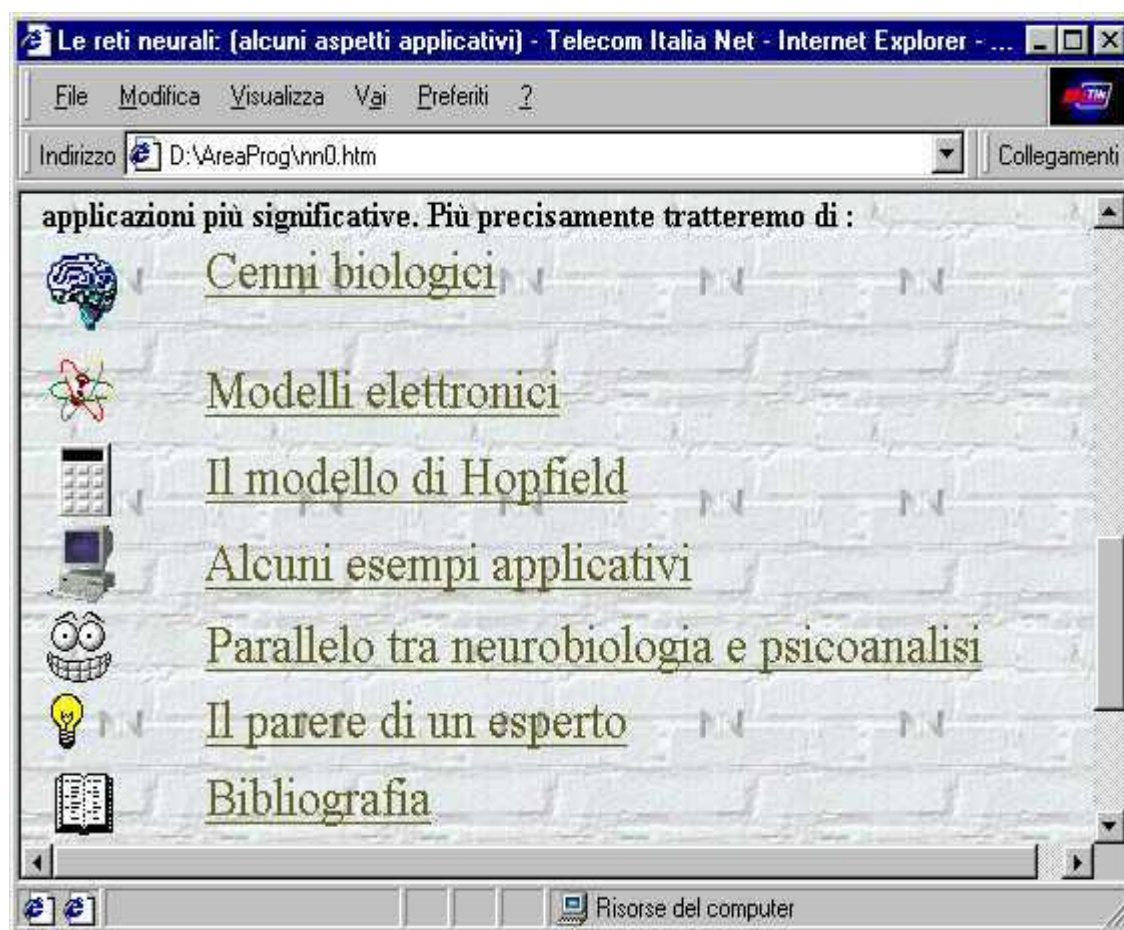 Le reti neurali: (alcuni aspetti applicativi) - Telecom Italia Net - Internet Explorer - ...
File Modifica Visualizza Vai Preferiti ?
TIN
Indirizzo D:\AreaProg\nn0.htm Collegamenti
applicazioni più significative. Più precisamente tratteremo di :
Cenni biologici
Modelli elettronici
Il modello di Hopfield
Alcuni esempi applicativi
Parallelo tra neurobiologia e psicoanalisi
Il parere di un esperto
Bibliografia
Risorse del computer